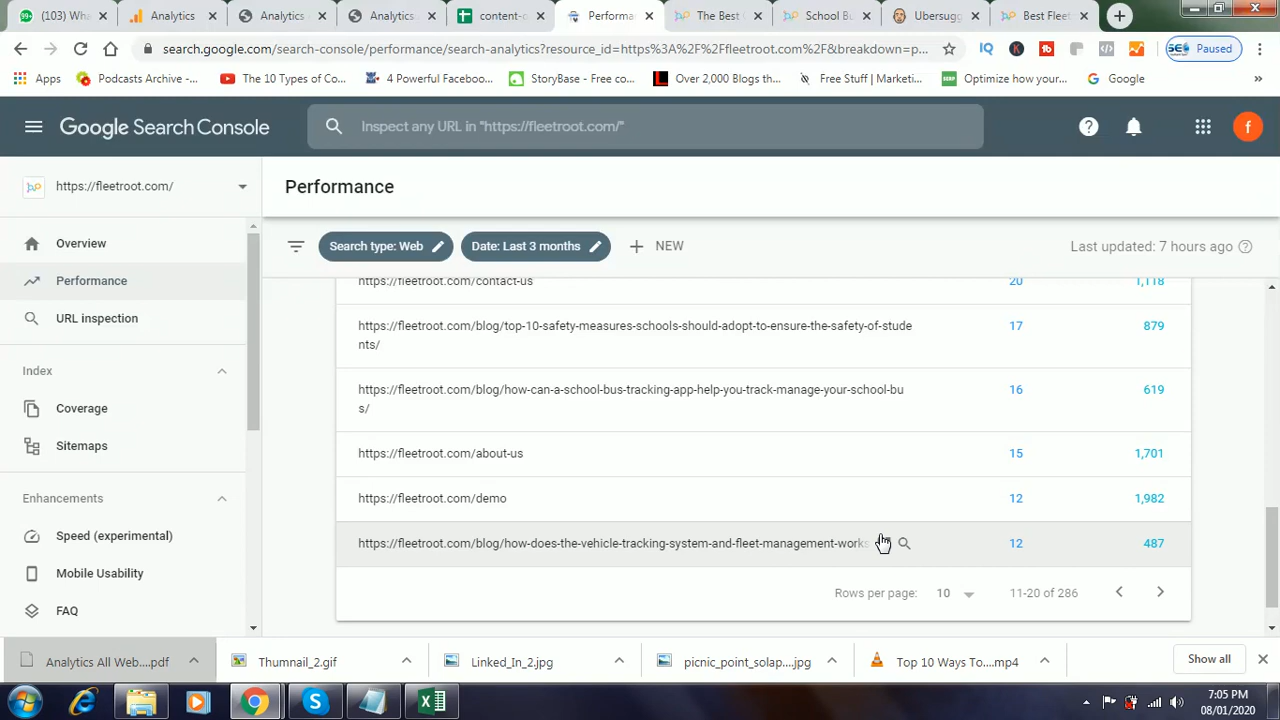 (103) Wha
Analytics
Analytics
Analytics
content-m
Performan
The Best G
School Bu
Ubersugg
Best Fleet
search.google.com/search-console/performance/search-analytics?resource_id=https%3A%2F%2Ffleetroot.com%2F&breakdown=p...
SEO Paused
Apps
Podcasts Archive -...
The 10 Types of Co...
4 Powerful Faceboo...
StoryBase - Free co...
Over 2,000 Blogs th...
Free Stuff | Marketi...
Optimize how your...
Google
»
Google Search Console
Inspect any URL in "https://fleetroot.com/"
f
https://fleetroot.com/
Performance
Overview
Performance
URL inspection
Index
Coverage
Sitemaps
Enhancements
Speed (experimental)
Mobile Usability
FAQ
Search type: Web
Date: Last 3 months
NEW
Last updated: 7 hours ago
https://fleetroot.com/contact-us 20 1,118
https://fleetroot.com/blog/top-10-safety-measures-schools-should-adopt-to-ensure-the-safety-of-stude
nts/ 17 879
https://fleetroot.com/blog/how-can-a-school-bus-tracking-app-help-you-track-manage-your-school-bu
s/ 16 619
https://fleetroot.com/about-us 15 1,701
https://fleetroot.com/demo 12 1,982
https://fleetroot.com/blog/how-does-the-vehicle-tracking-system-and-fleet-management-works 12 487
Rows per page: 10 11-20 of 286
Analytics All Web....pdf
Thumnail_2.gif
Linked_In_2.jpg
picnic_point_solap....jpg
Top 10 Ways To....mp4
Show all
7:05 PM
08/01/2020